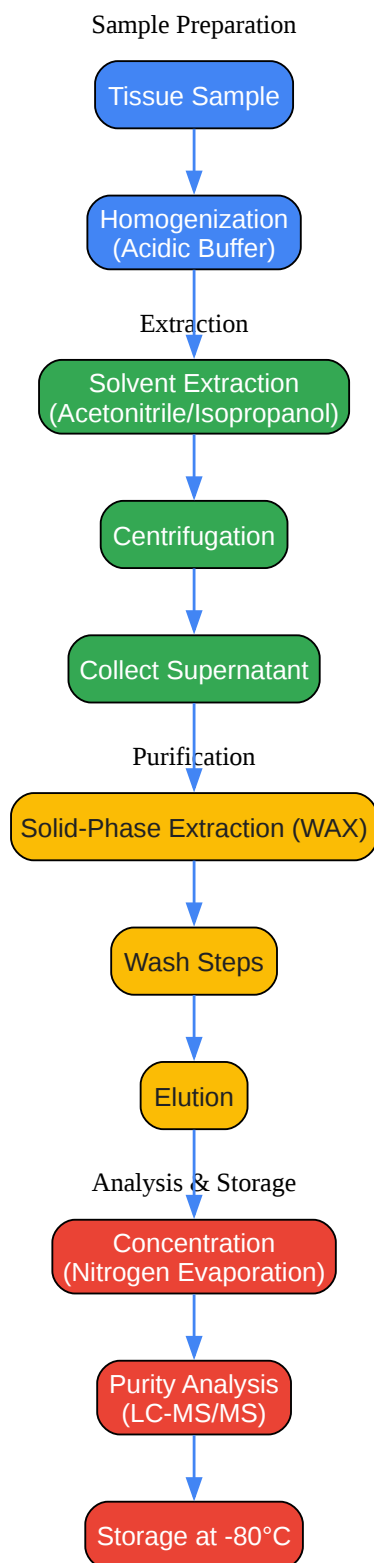 Sample Preparation
Tissue Sample
Homogenization
(Acidic Buffer)
Extraction
Solvent Extraction
(Acetonitrile/Isopropanol)
Centrifugation
Collect Supernatant
Purification
Solid-Phase Extraction (WAX)
Wash Steps
Elution
Analysis & Storage
Concentration
(Nitrogen Evaporation)
Purity Analysis
(LC-MS/MS)
Storage at -80°C